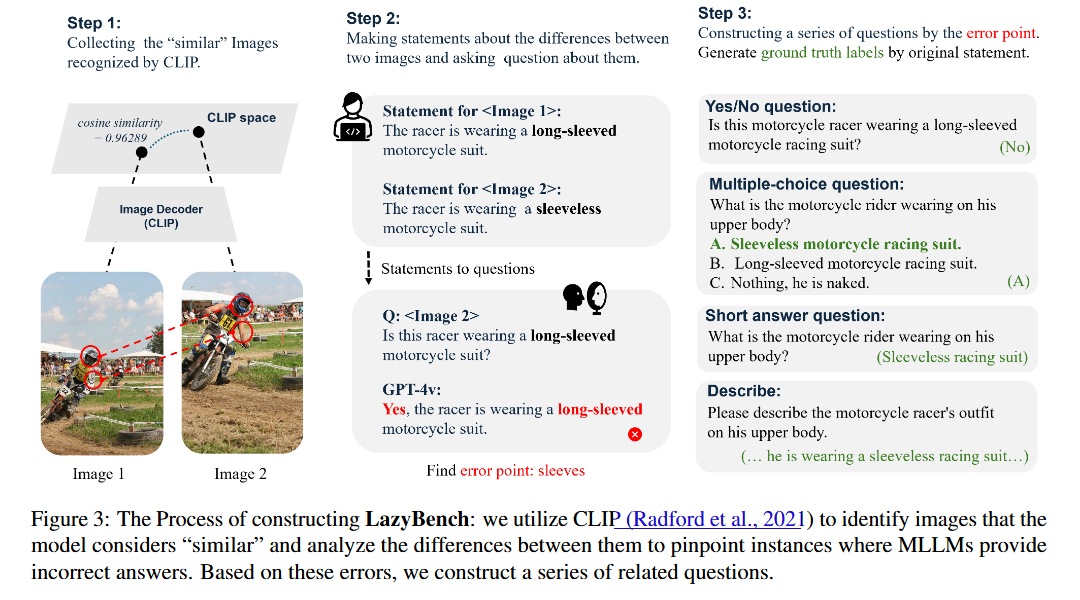 Step 1:
Collecting the “similar” Images
recognized by CLIP.
cosine similarity
= 0.96289
CLIP space
Image Decoder
(CLIP)
Image 1
Image 2
Step 2:
Making statements about the differences between
two images and asking question about them.
Statement for <Image 1>:
The racer is wearing a long-sleeved
motorcycle suit.
Statement for <Image 2>:
The racer is wearing a sleeveless
motorcycle suit.
Statements to questions
Q: <Image 2>
Is this racer wearing a long-sleeved
motorcycle suit?
GPT-4v:
Yes, the racer is wearing a long-sleeved
motorcycle suit.
Find error point: sleeves
Step 3:
Constructing a series of questions by the error point.
Generate ground truth labels by original statement.
Yes/No question:
Is this motorcycle racer wearing a long-sleeved
motorcycle racing suit?
(No)
Multiple-choice question:
What is the motorcycle rider wearing on his
upper body?
A. Sleeveless motorcycle racing suit.
B. Long-sleeved motorcycle racing suit.
C. Nothing, he is naked.
(A)
Short answer question:
What is the motorcycle rider wearing on his
upper body?
(Sleeveless racing suit)
Describe:
Please describe the motorcycle racer's outfit
on his upper body.
(… he is wearing a sleeveless racing suit…)
Figure 3: The Process of constructing LazyBench: we utilize CLIP (Radford et al., 2021) to identify images that the
model considers “similar” and analyze the differences between them to pinpoint instances where MLLMs provide
incorrect answers. Based on these errors, we construct a series of related questions.